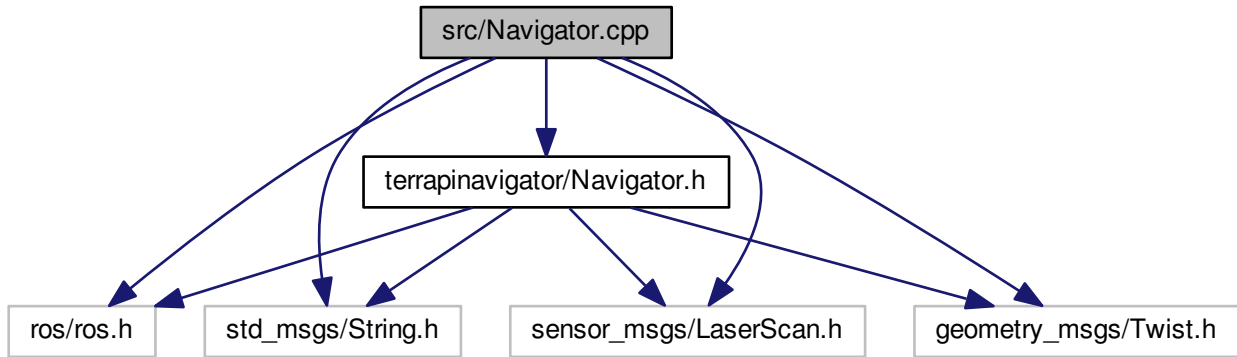 src/Navigator.cpp
terrapinavigator/Navigator.h
ros/ros.h
std_msgs/String.h
sensor_msgs/LaserScan.h
geometry_msgs/Twist.h